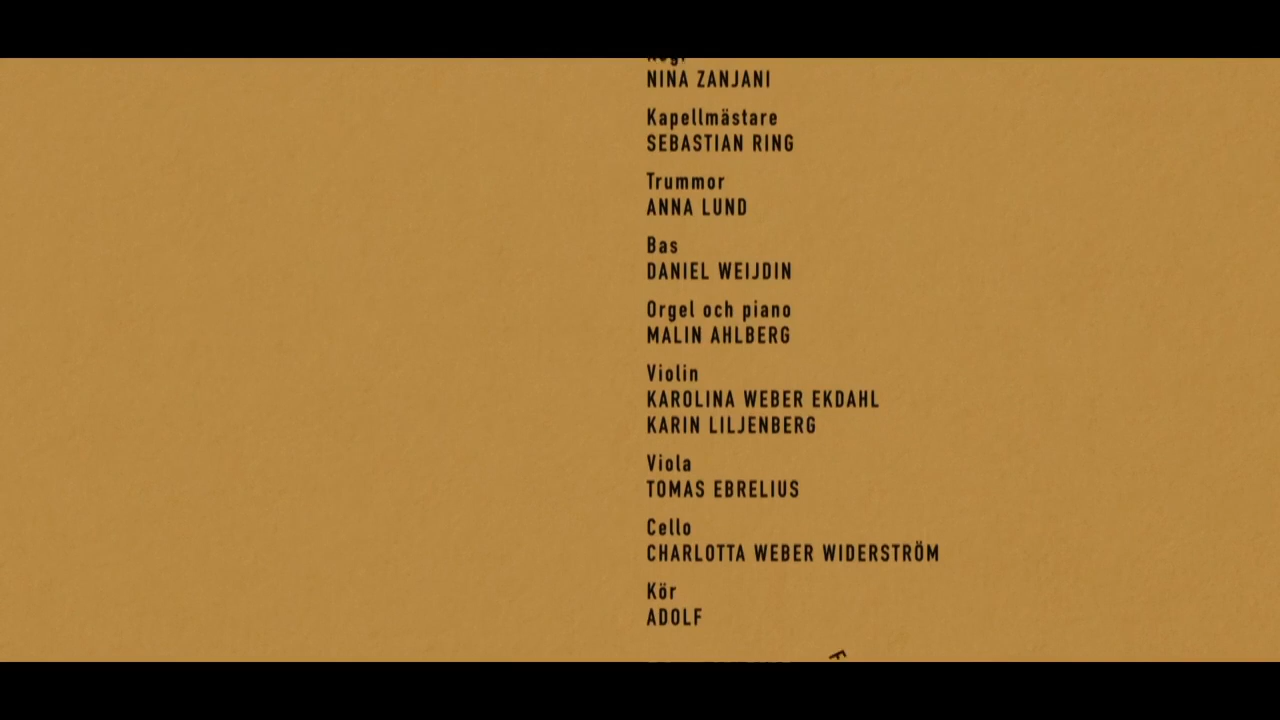 NINA ZANJANI
Kapellmästare
SEBASTIAN RING
Trummor
ANNA LUND
Bas
DANIEL WEIJDIN
Orgel och piano
MALIN AHLBERG
Violin
KAROLINA WEBER EKDAHL
KARIN LILJENBERG
Viola
TOMAS EBRELIUS
Cello
CHARLOTTA WEBER WIDERSTRÖM
Kör
ADOLF